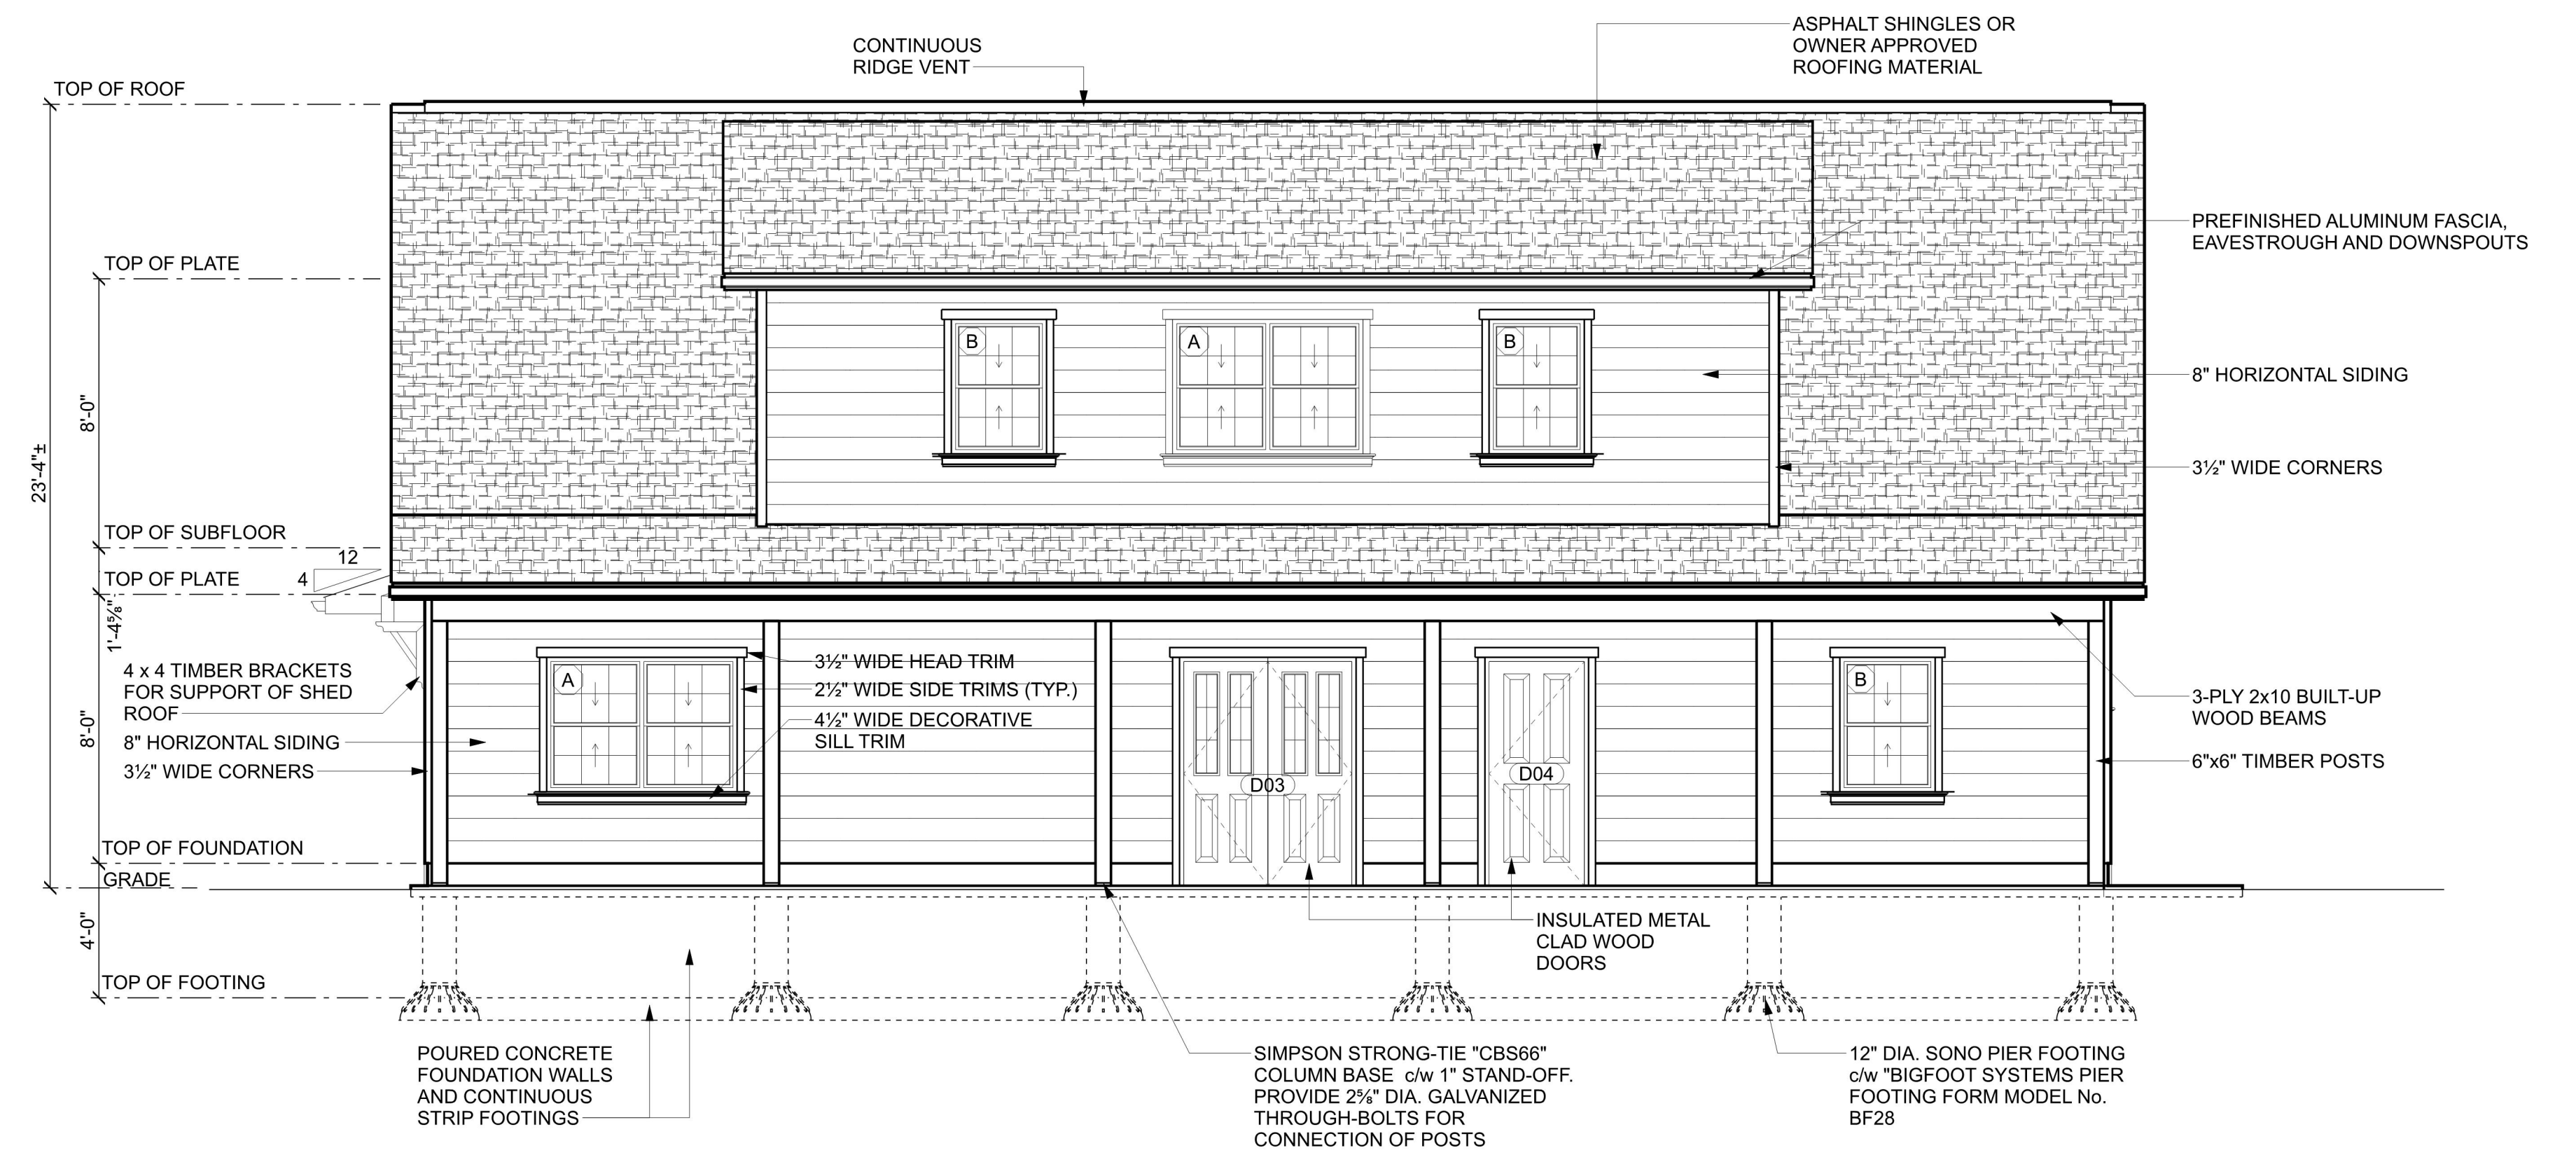 ASPHALT SHINGLES OR
OWNER APPROVED
ROOFING MATERIAL
CONTINUOUS
RIDGE VENT
TOP OF ROOF
PREFINISHED ALUMINUM FASCIA,
EAVESTROUGH AND DOWNSPOUTS
TOP OF PLATE
B
A
B
8" HORIZONTAL SIDING
8'-0"
23'-4"±
3½" WIDE CORNERS
TOP OF SUBFLOOR
12
4
TOP OF PLATE
1'-4⅝"
4 x 4 TIMBER BRACKETS
FOR SUPPORT OF SHED
ROOF
8" HORIZONTAL SIDING
3½" WIDE CORNERS
8'-0"
A
3½" WIDE HEAD TRIM
2½" WIDE SIDE TRIMS (TYP.)
4½" WIDE DECORATIVE
SILL TRIM
D03
D04
B
3-PLY 2x10 BUILT-UP
WOOD BEAMS
6"x6" TIMBER POSTS
TOP OF FOUNDATION
GRADE
4'-0"
TOP OF FOOTING
INSULATED METAL
CLAD WOOD
DOORS
POURED CONCRETE
FOUNDATION WALLS
AND CONTINUOUS
STRIP FOOTINGS
SIMPSON STRONG-TIE "CBS66"
COLUMN BASE c/w 1" STAND-OFF.
PROVIDE 2⅝" DIA. GALVANIZED
THROUGH-BOLTS FOR
CONNECTION OF POSTS
12" DIA. SONO PIER FOOTING
c/w "BIGFOOT SYSTEMS PIER
FOOTING FORM MODEL No.
BF28